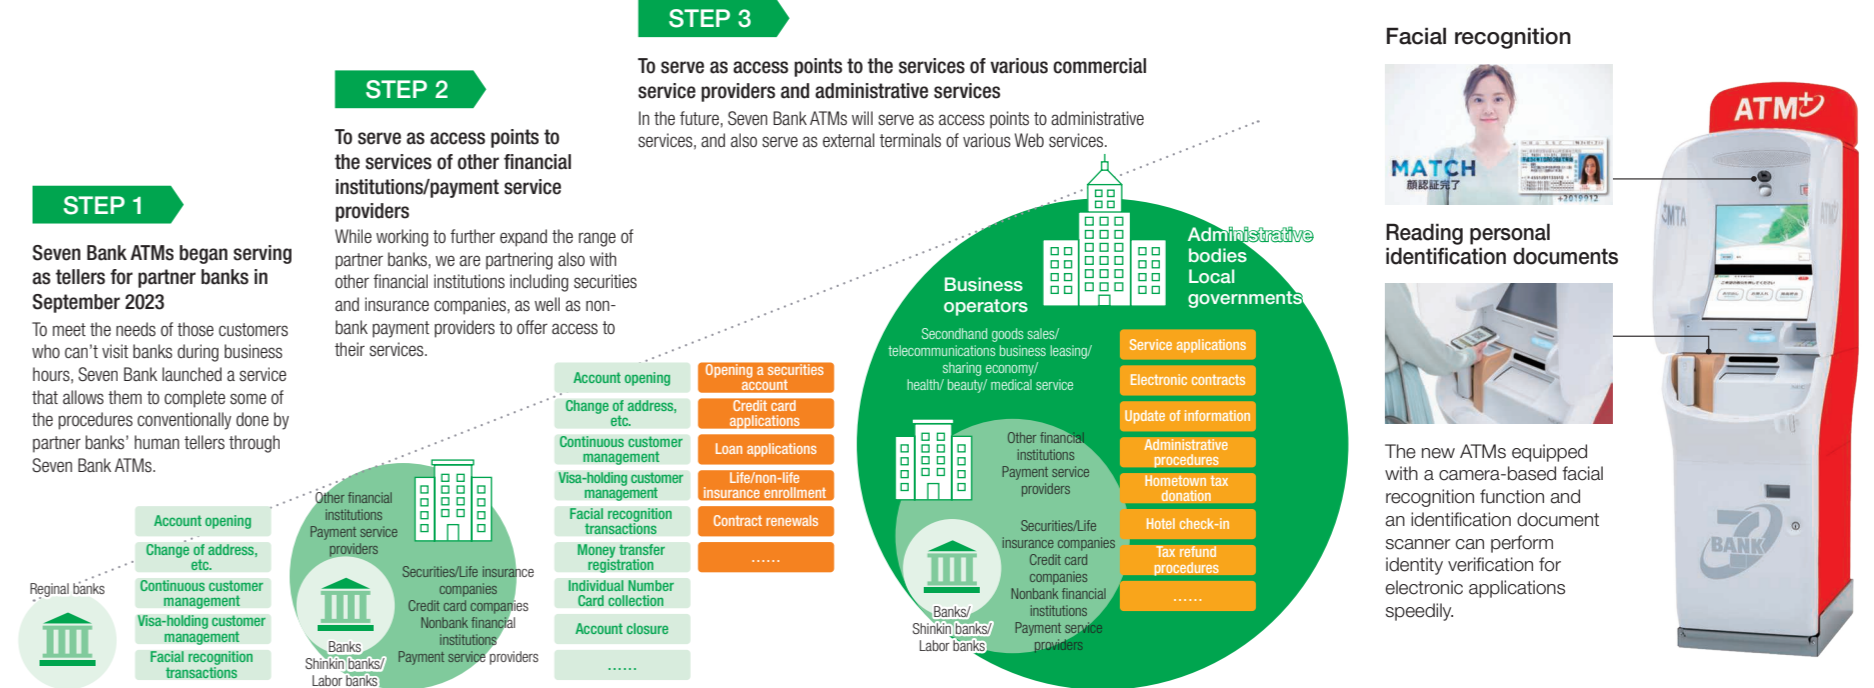 STEP 1
Seven Bank ATMs began serving
as tellers for partner banks in
September 2023
To meet the needs of those customers
who can't visit banks during business
hours, Seven Bank launched a service
that allows them to complete some of
the procedures conventionally done by
partner banks' human tellers through
Seven Bank ATMs.
Reginal banks
Account opening
Change of address,
etc.
Continuous customer
management
Visa-holding customer
management
Facial recognition
transactions
STEP 2
To serve as access points to
the services of other financial
institutions/payment service
providers
While working to further expand the range of
partner banks, we are partnering also with
other financial institutions including securities
and insurance companies, as well as non-
bank payment providers to offer access to
their services.
Other financial
institutions
Payment service
providers
Banks
Shinkin banks/
Labor banks
Securities/Life insurance
companies
Credit card companies
Nonbank financial
institutions
Payment service providers
Account opening
Change of address,
etc.
Continuous customer
management
Visa-holding customer
management
Facial recognition
transactions
Money transfer
registration
Individual Number
Card collection
Account closure
......
Opening a securities
account
Credit card
applications
Loan applications
Life/non-life
insurance enrollment
Contract renewals
......
STEP 3
To serve as access points to the services of various commercial
service providers and administrative services
In the future, Seven Bank ATMs will serve as access points to administrative
services, and also serve as external terminals of various Web services.
Business
operators
Secondhand goods sales/
telecommunications business leasing/
sharing economy/
health/ beauty/ medical service
Administrative
bodies
Local
governments
Other financial
institutions
Payment service
providers
Securities/Life
insurance companies
Credit card
companies
Nonbank financial
institutions
Payment service
providers
Banks/
Shinkin banks/
Labor banks
Service applications
Electronic contracts
Update of information
Administrative
procedures
Hometown tax
donation
Hotel check-in
Tax refund
procedures
......
Facial recognition
MATCH
顔認証完了
+2019912
Reading personal
identification documents
The new ATMs equipped
with a camera-based facial
recognition function and
an identification document
scanner can perform
identity verification for
electronic applications
speedily.
ATM+
7
BANK